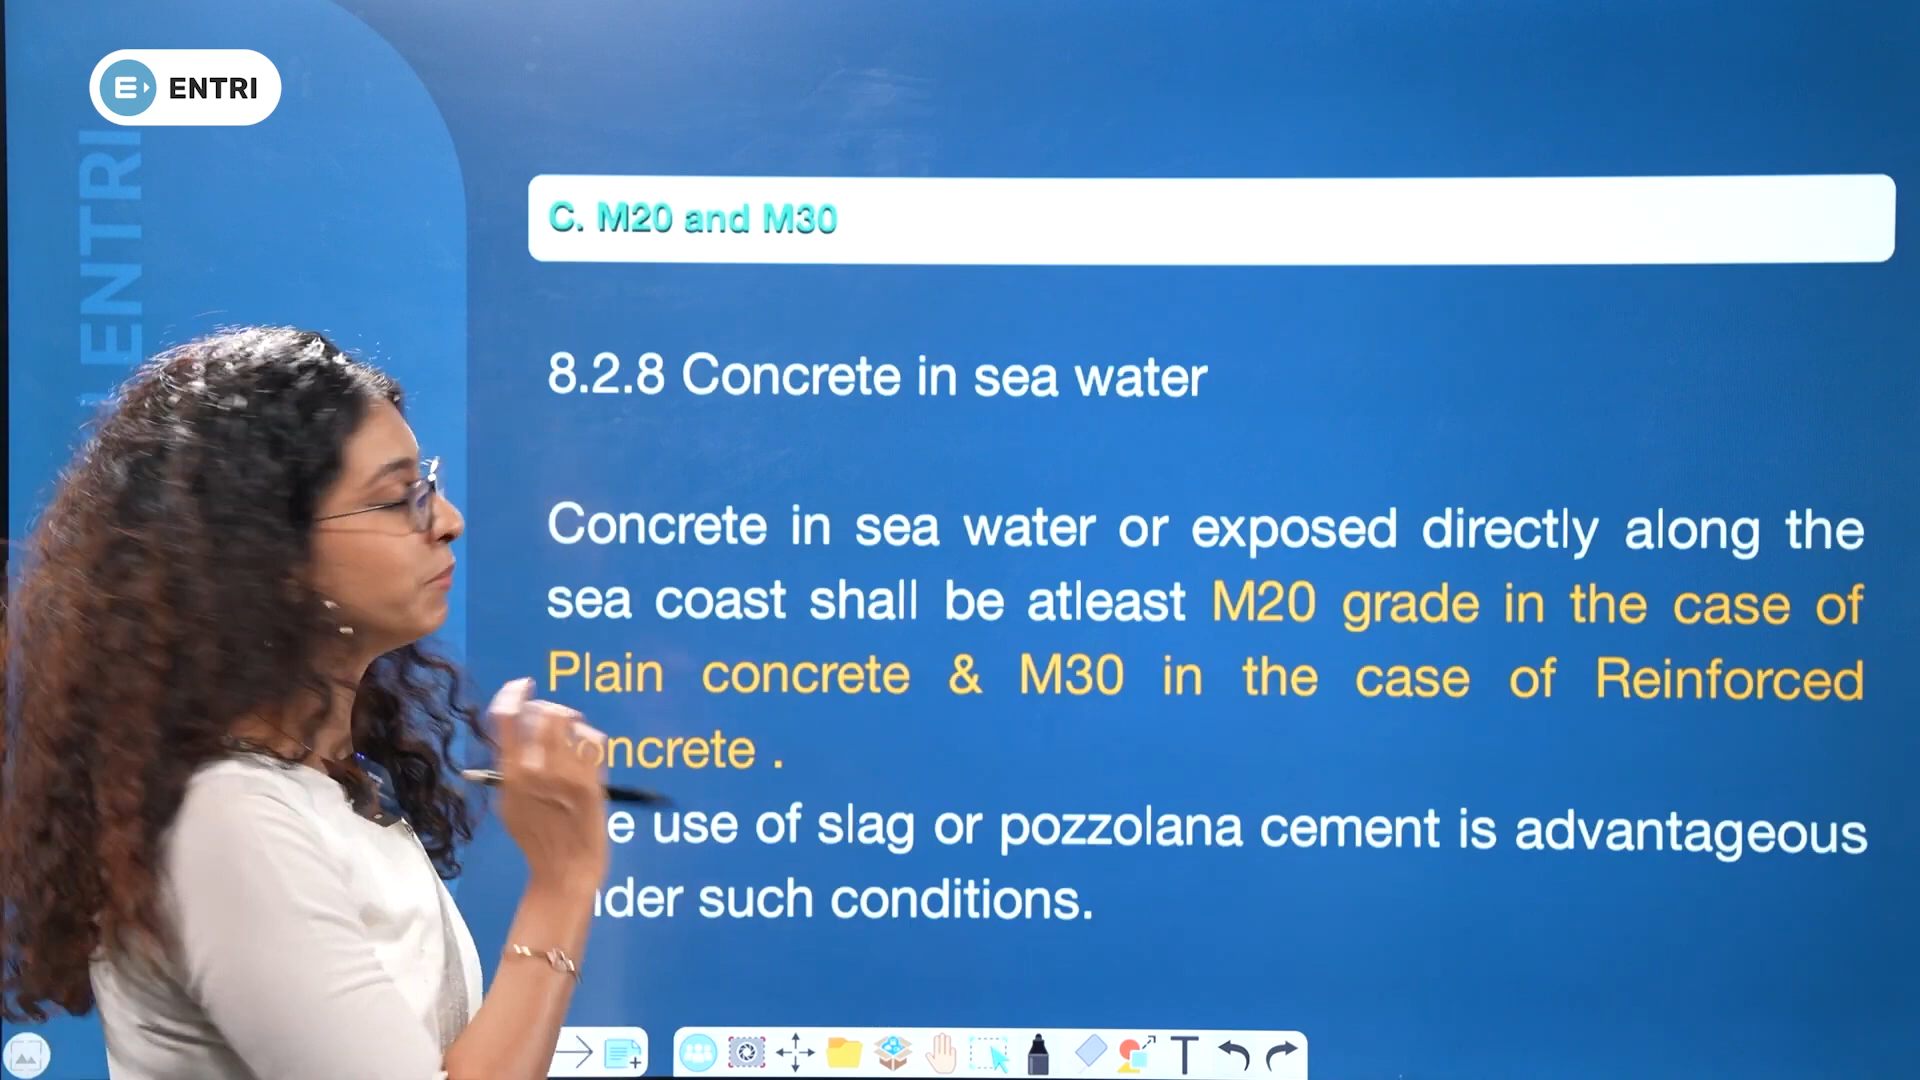 ENTRI
ENTRI
C. M20 and M30
8.2.8 Concrete in sea water
Concrete in sea water or exposed directly along the
sea coast shall be atleast M20 grade in the case of
Plain concrete & M30 in the case of Reinforced
oncrete .
e use of slag or pozzolana cement is advantageous
der such conditions.